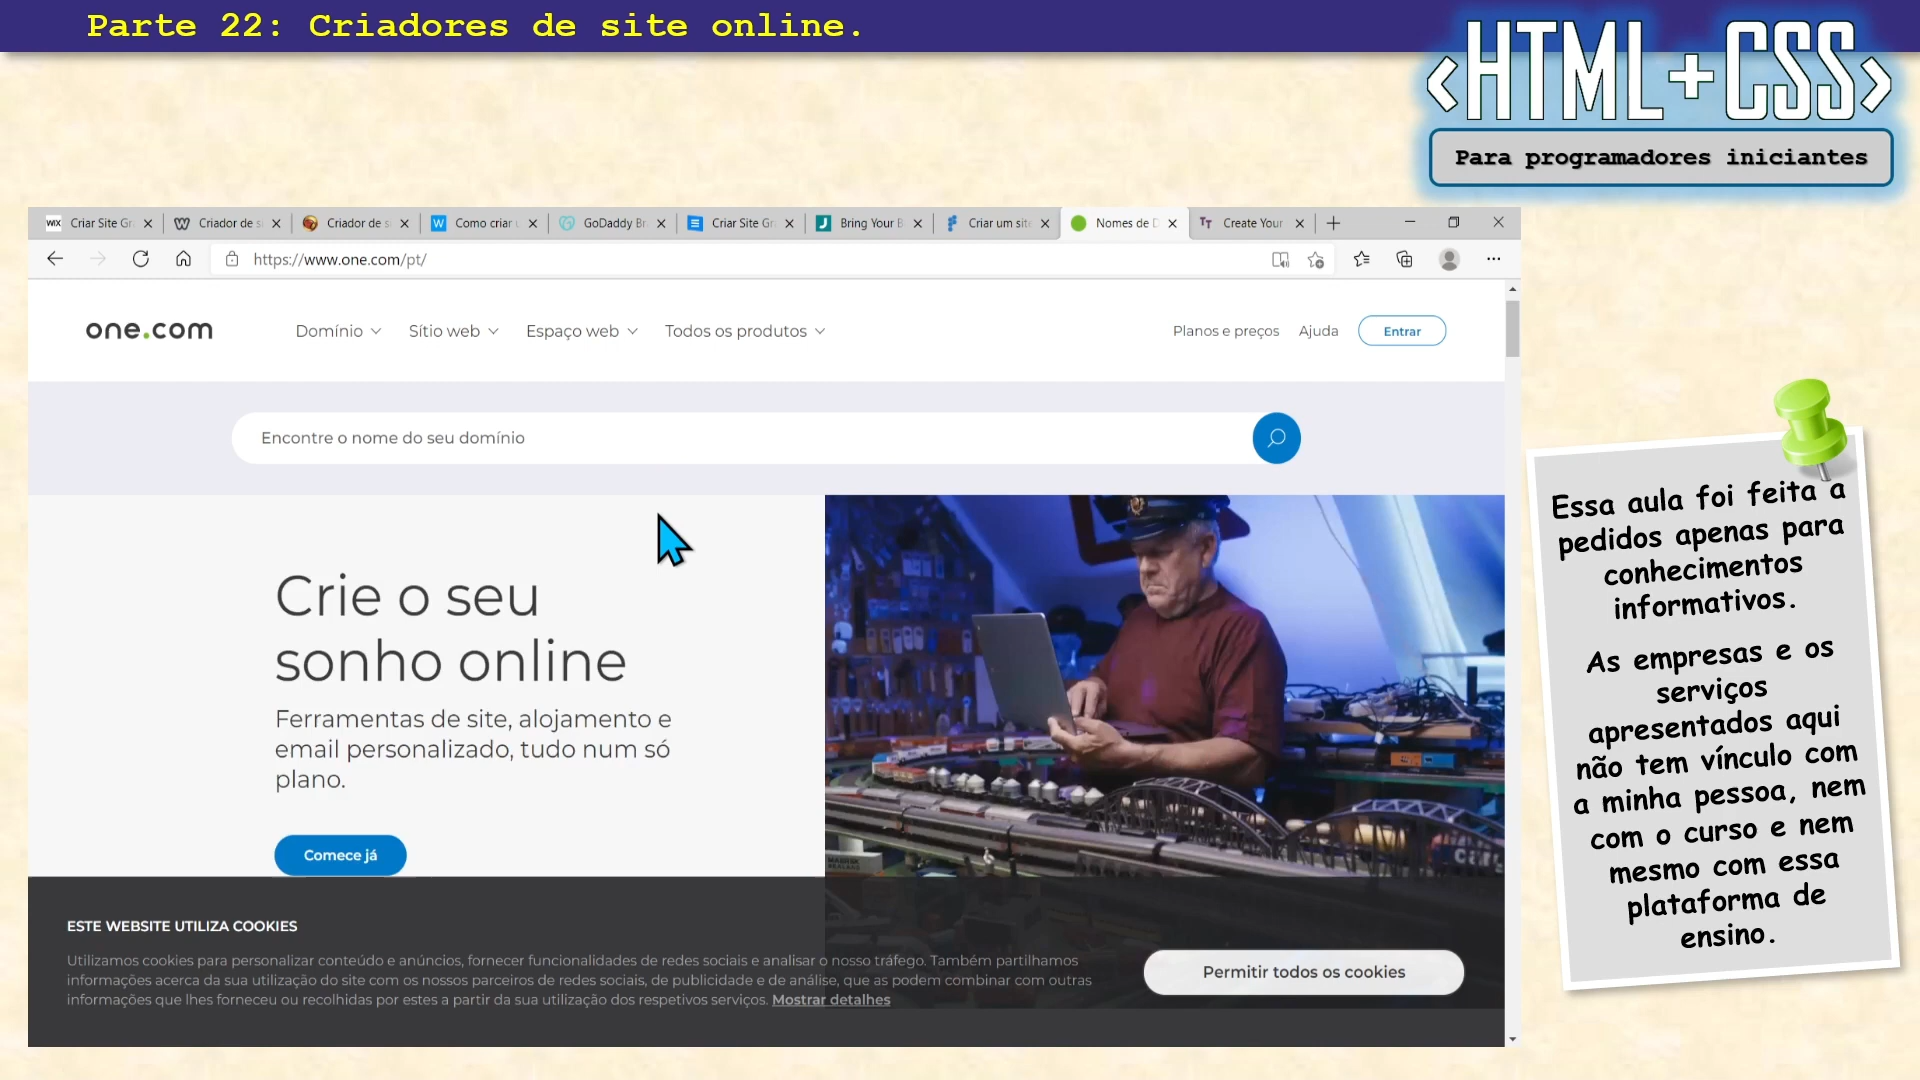 Parte 22: Criadores de site online.
<HTML+CSS>
Para programadores iniciantes
WIX Criar Site Gr
Criador de s
Criador de s
W Como criar
GoDaddy Br
Criar Site Gr
J Bring Your B
Criar um site
Nomes de D
TT Create Your
https://www.one.com/pt/
one.com
Domínio
Sítio web
Espaço web
Todos os produtos
Planos e preços
Ajuda
Entrar
Encontre o nome do seu domínio
Crie o seu
sonho online
Ferramentas de site, alojamento e
email personalizado, tudo num só
plano.
Comece já
ESTE WEBSITE UTILIZA COOKIES
Utilizamos cookies para personalizar conteúdo e anúncios, fornecer funcionalidades de redes sociais e analisar o nosso tráfego. Também partilhamos
informações acerca da sua utilização do site com os nossos parceiros de redes sociais, de publicidade e de análise, que as podem combinar com outras
informações que lhes forneceu ou recolhidas por estes a partir da sua utilização dos respetivos serviços. Mostrar detalhes
Permitir todos os cookies
Essa aula foi feita a
pedidos apenas para
conhecimentos
informativos.
As empresas e os
serviços
apresentados aqui
não tem vínculo com
a minha pessoa, nem
com o curso e nem
mesmo com essa
plataforma de
ensino.